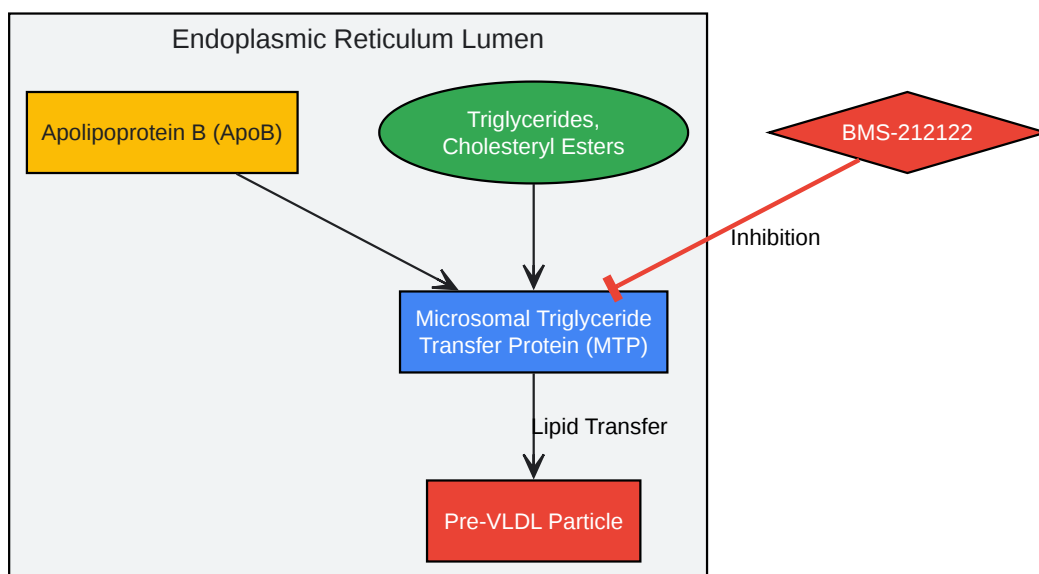 Endoplasmic Reticulum Lumen
Apolipoprotein B (ApoB)
Triglycerides,
Cholesteryl Esters
BMS-212122
Inhibition
Microsomal Triglyceride
Transfer Protein (MTP)
Lipid Transfer
Pre-VLDL Particle